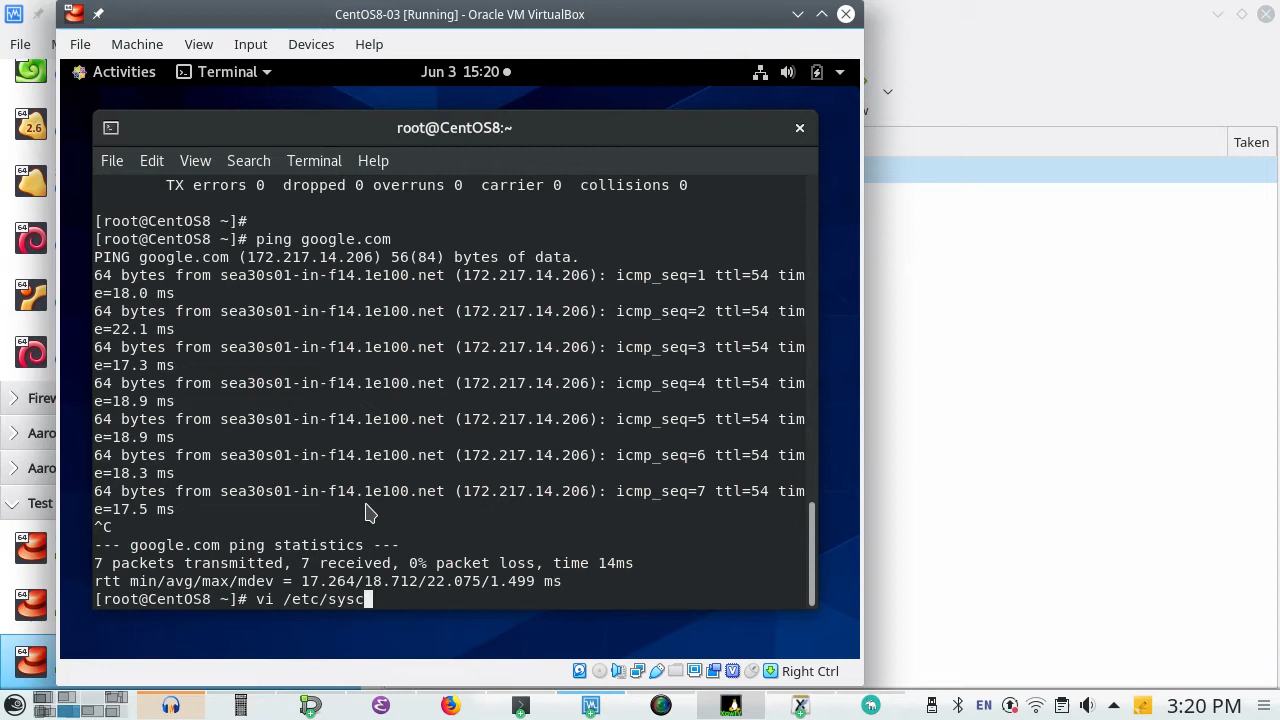 CentOS8-03 [Running] - Oracle VM VirtualBox
File
File Machine View Input Devices Help
Activities Terminal Jun 3 15:20
root@CentOS8:~
File Edit View Search Terminal Help
Taken
TX errors 0 dropped 0 overruns 0 carrier 0 collisions 0
[root@CentOS8 ~]#
[root@CentOS8 ~]# ping google.com
PING google.com (172.217.14.206) 56(84) bytes of data.
64 bytes from sea30s01-in-f14.1e100.net (172.217.14.206): icmp_seq=1 ttl=54 tim
e=18.0 ms
64 bytes from sea30s01-in-f14.1e100.net (172.217.14.206): icmp_seq=2 ttl=54 tim
e=22.1 ms
64 bytes from sea30s01-in-f14.1e100.net (172.217.14.206): icmp_seq=3 ttl=54 tim
e=17.3 ms
64 bytes from sea30s01-in-f14.1e100.net (172.217.14.206): icmp_seq=4 ttl=54 tim
e=18.9 ms
64 bytes from sea30s01-in-f14.1e100.net (172.217.14.206): icmp_seq=5 ttl=54 tim
e=18.9 ms
64 bytes from sea30s01-in-f14.1e100.net (172.217.14.206): icmp_seq=6 ttl=54 tim
e=18.3 ms
64 bytes from sea30s01-in-f14.1e100.net (172.217.14.206): icmp_seq=7 ttl=54 tim
e=17.5 ms
^C
--- google.com ping statistics ---
7 packets transmitted, 7 received, 0% packet loss, time 14ms
rtt min/avg/max/mdev = 17.264/18.712/22.075/1.499 ms
[root@CentOS8 ~]# vi /etc/sysc
64
64
2.6
64
64
64
64
Firew
Aaro
Aaro
Test
64
64
64
Right Ctrl
EN 3:20 PM